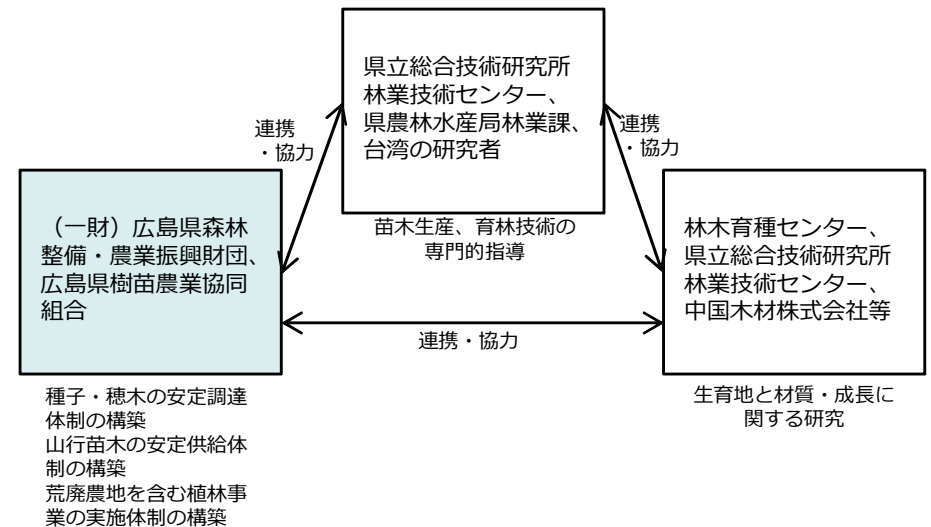 県立総合技術研究所
林業技術センター、
県農林水産局林業課、
台湾の研究者
連携
・協力
連携
・協力
苗木生産、育林技術の
専門的指導
(一財)広島県森林
整備・農業振興財団、
広島県樹苗農業協同
組合
林木育種センター、
県立総合技術研究所
林業技術センター、
中国木材株式会社等
連携・協力
種子・穂木の安定調達
体制の構築
山行苗木の安定供給体
制の構築
荒廃農地を含む植林事
業の実施体制の構築
生育地と材質・成長に
関する研究